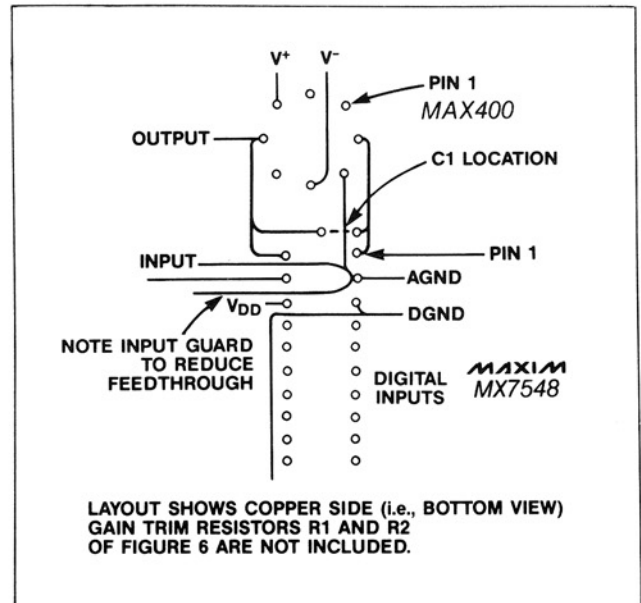 V+ V-
PIN 1
MAX400
OUTPUT
C1 LOCATION
INPUT
PIN 1
AGND
VDD
DGND
NOTE INPUT GUARD
TO REDUCE
FEEDTHROUGH
DIGITAL
INPUTS
MAXIM
MX7548
LAYOUT SHOWS COPPER SIDE (i.e., BOTTOM VIEW)
GAIN TRIM RESISTORS R1 AND R2
OF FIGURE 6 ARE NOT INCLUDED.